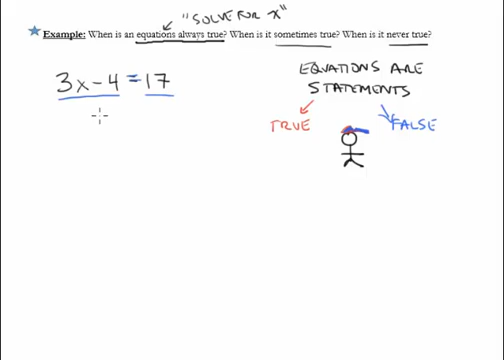 "SOLVE FOR X"
Example: When is an equations always true? When is it sometimes true? When is it never true?
3x - 4 = 17
EQUATIONS ARE
STATEMENTS
TRUE
FALSE